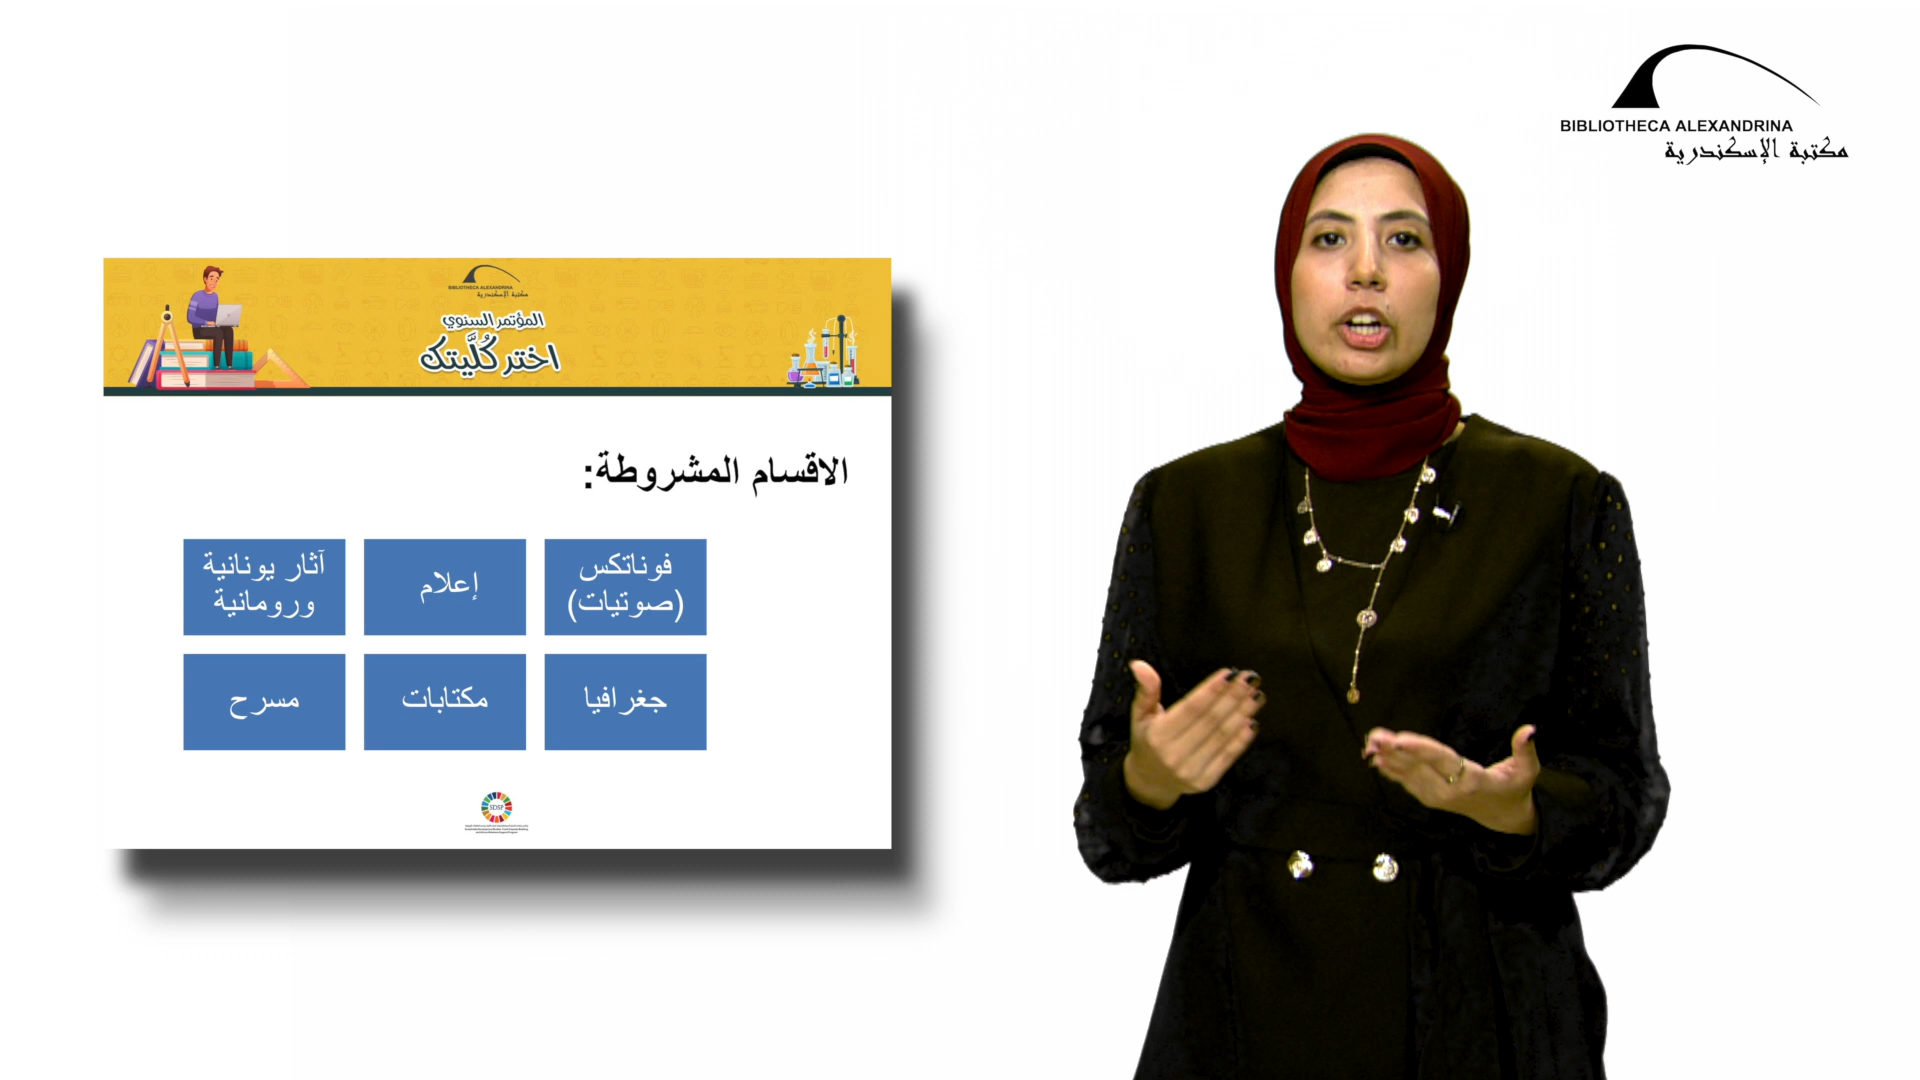 BIBLIOTHECA ALEXANDRINA
مكتبة الإسكندرية
BIBLIOTHECA ALEXANDRINA
مكتبة الإسكندرية
المؤتمر السنوي
اختر كُلَّيتك
الاقسام المشروطة:
فوناتكس
(صوتيات)
إعلام
آثار يونانية
ورومانية
جغرافيا
مكتابات
مسرح
SDSP